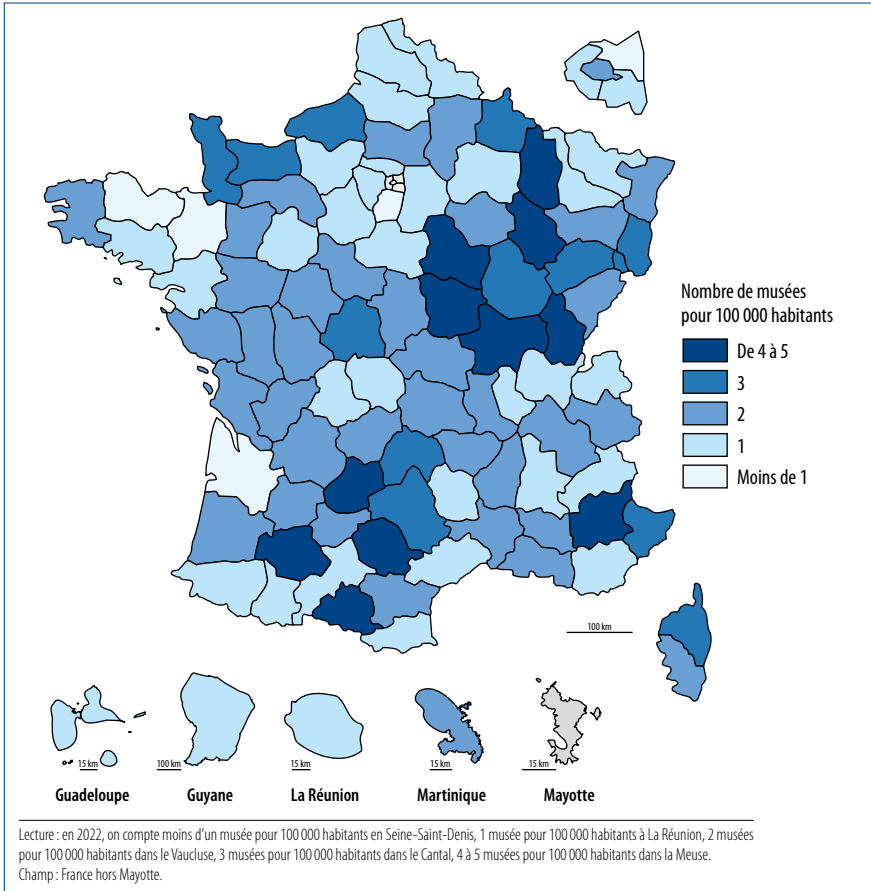 Nombre de musées
pour 100 000 habitants
De 4 à 5
3
2
1
Moins de 1
100 km
15 km
100 km
15 km
15 km
15 km
Guadeloupe
Guyane
La Réunion
Martinique
Mayotte
Lecture : en 2022, on compte moins d'un musée pour 100 000 habitants en Seine-Saint-Denis, 1 musée pour 100 000 habitants à La Réunion, 2 musées
pour 100 000 habitants dans le Vaucluse, 3 musées pour 100 000 habitants dans le Cantal, 4 à 5 musées pour 100 000 habitants dans la Meuse.
Champ : France hors Mayotte.